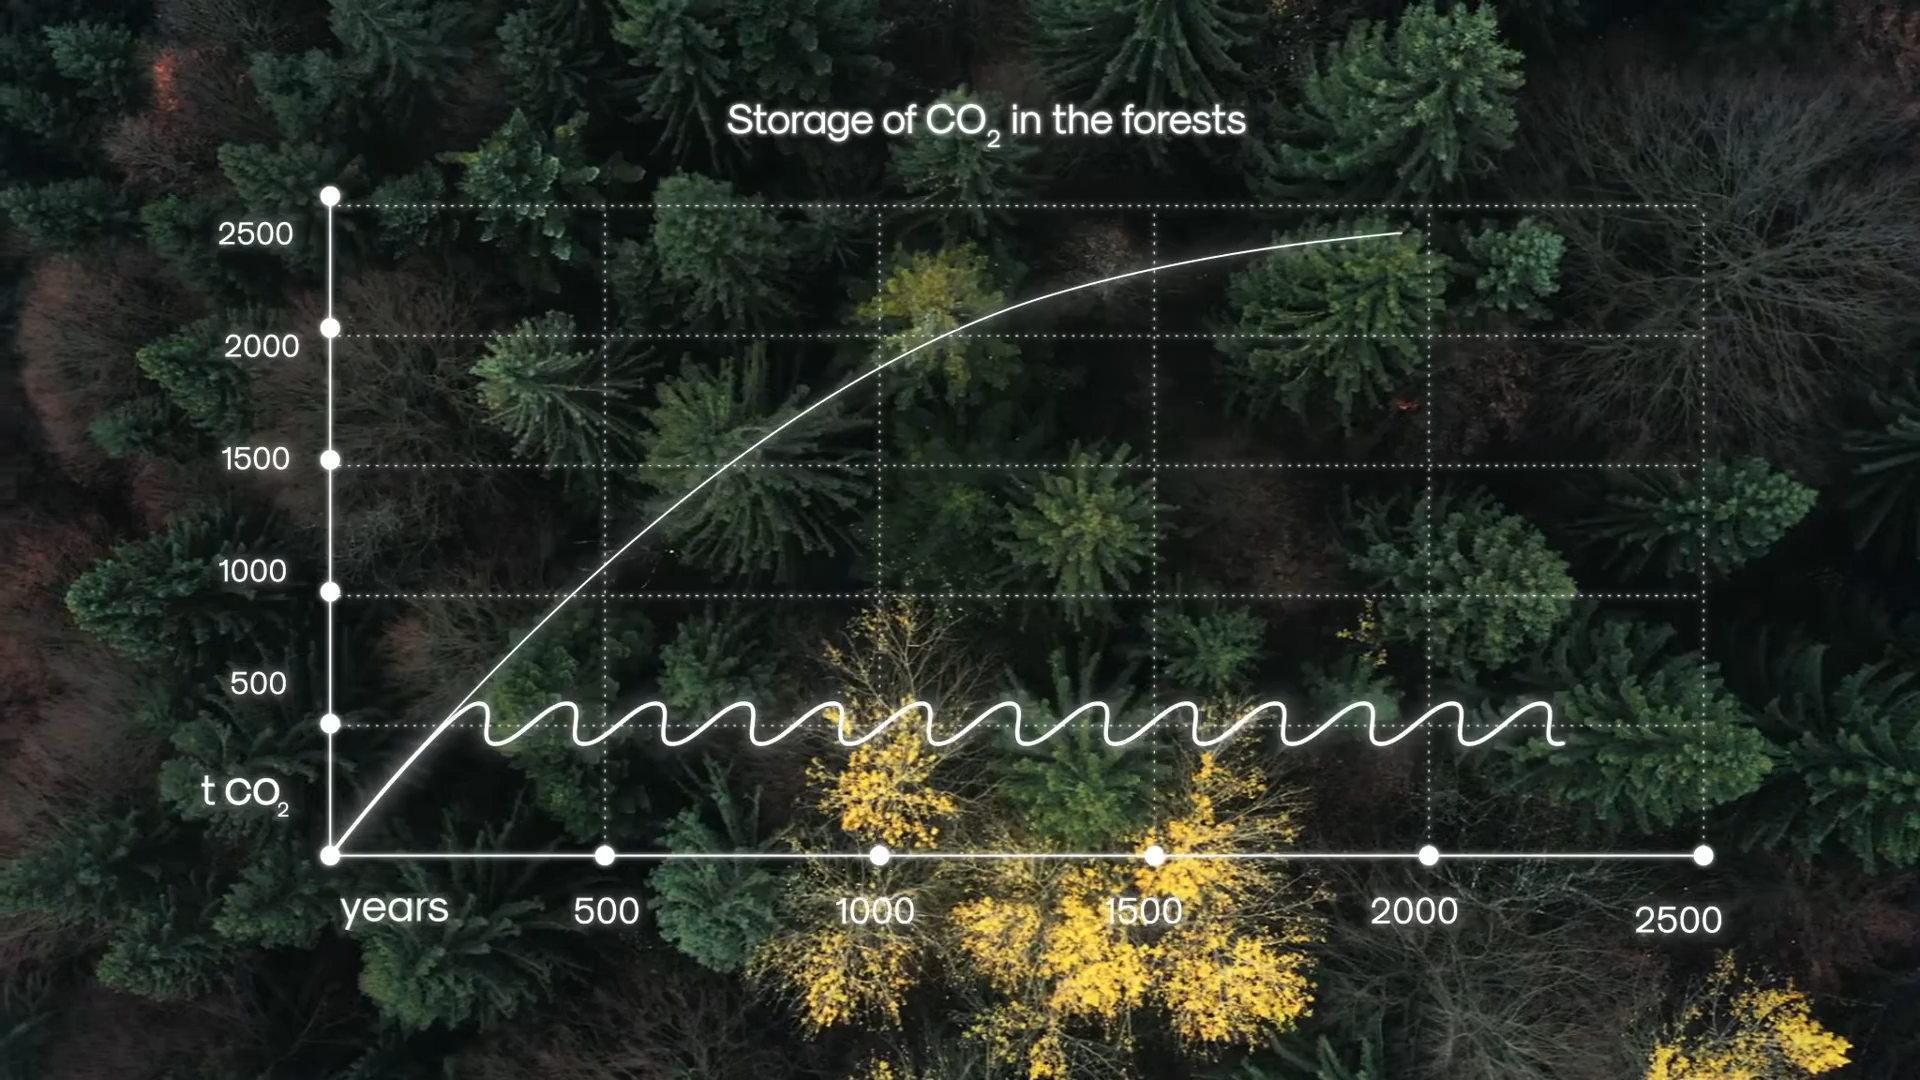 Storage of CO₂ in the forests
2500
2000
1500
1000
500
t CO₂
years 500 1000 1500 2000 2500